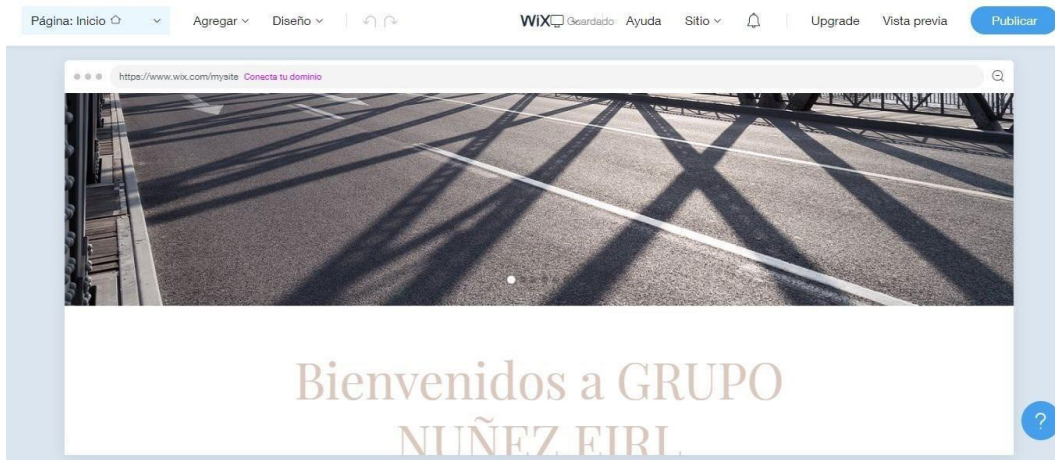 Página: Inicio Agregar Diseño WiX Guardado Ayuda Sitio Upgrade Vista previa Publicar
https://www.wix.com/mysite Conecta tu dominio
Bienvenidos a GRUPO
NUÑEZ EIRL
?